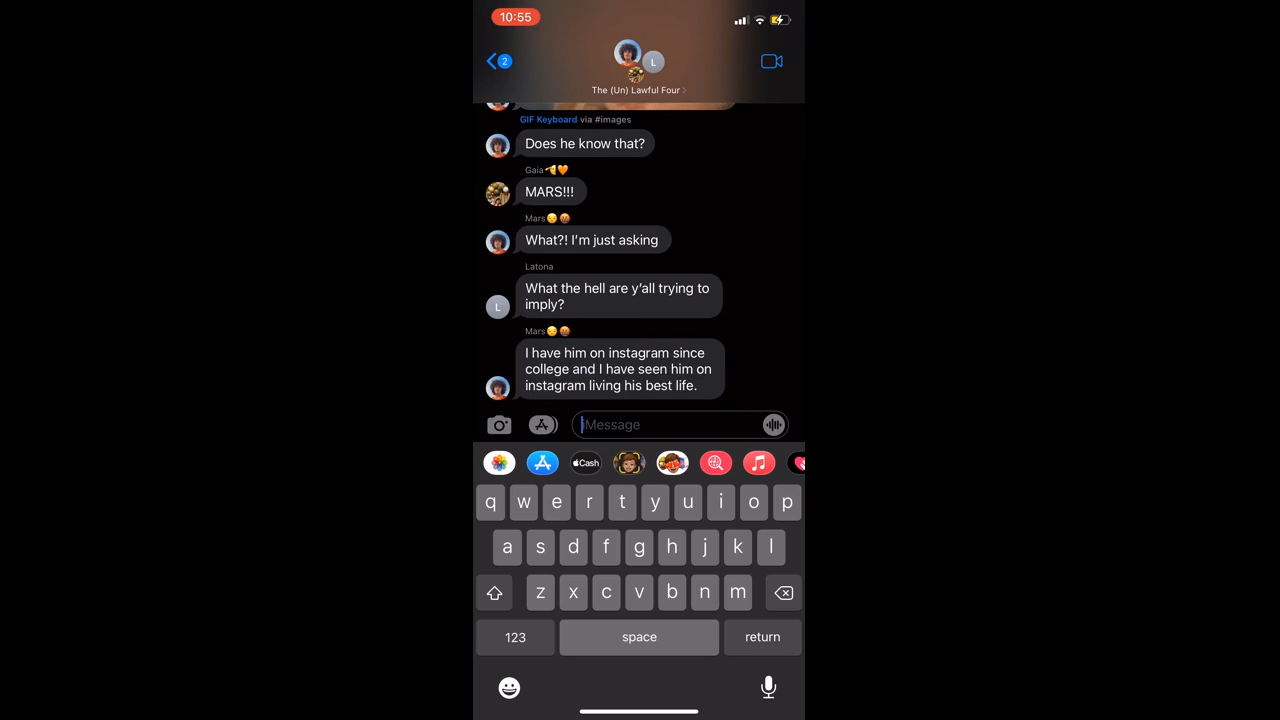 10:55
2
L
The (Un) Lawful Four
GIF Keyboard via #images
Does he know that?
Gaia🫡🧡
MARS!!!
Mars😔🤬
What?! I'm just asking
Latona
What the hell are y'all trying to
imply?
L
Mars😔🤬
I have him on instagram since
college and I have seen him on
instagram living his best life.
iMessage
Cash
q w e r t y u i o p
a s d f g h j k l
z x c v b n m
123 space return